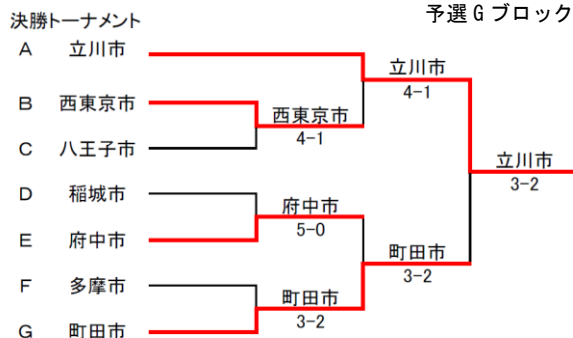 予選Gブロック
決勝トーナメント
A 立川市
立川市
4-1
B 西東京市
西東京市
4-1
C 八王子市
立川市
3-2
D 稲城市
府中市
5-0
E 府中市
町田市
3-2
F 多摩市
町田市
3-2
G 町田市